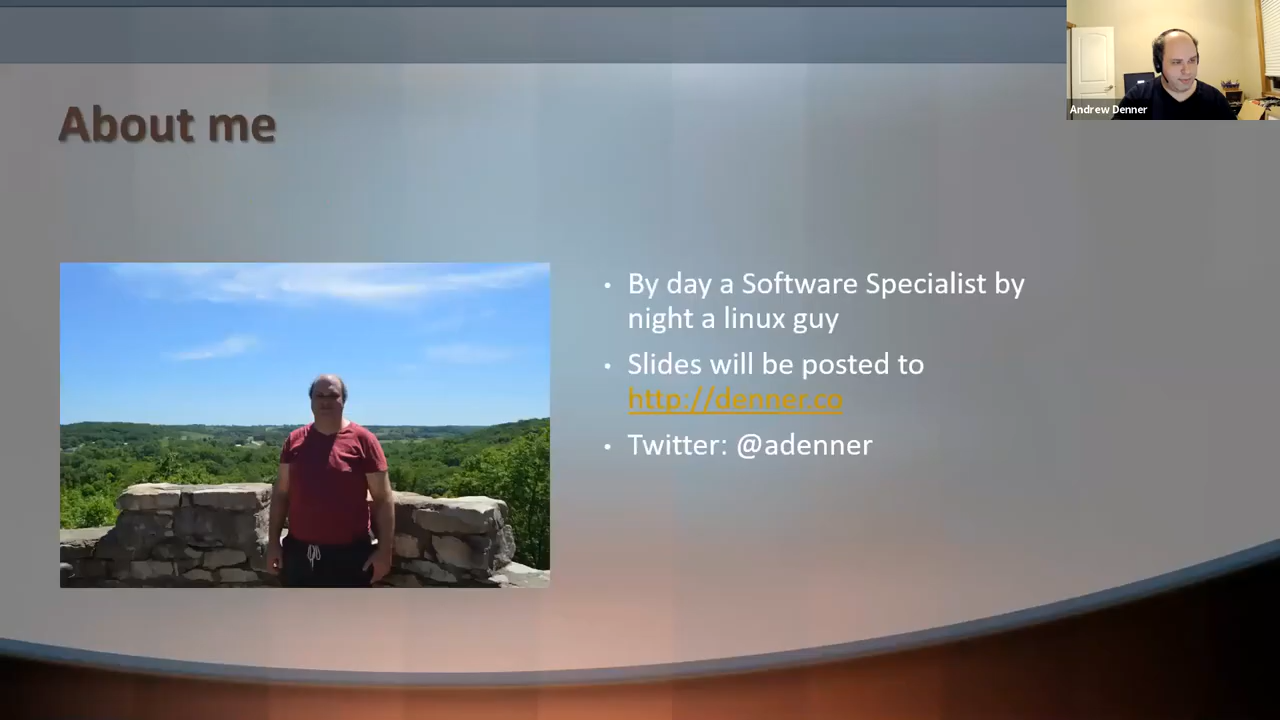 Andrew Denner
About me
By day a Software Specialist by
night a linux guy
Slides will be posted to
http://denner.co
Twitter: @adenner